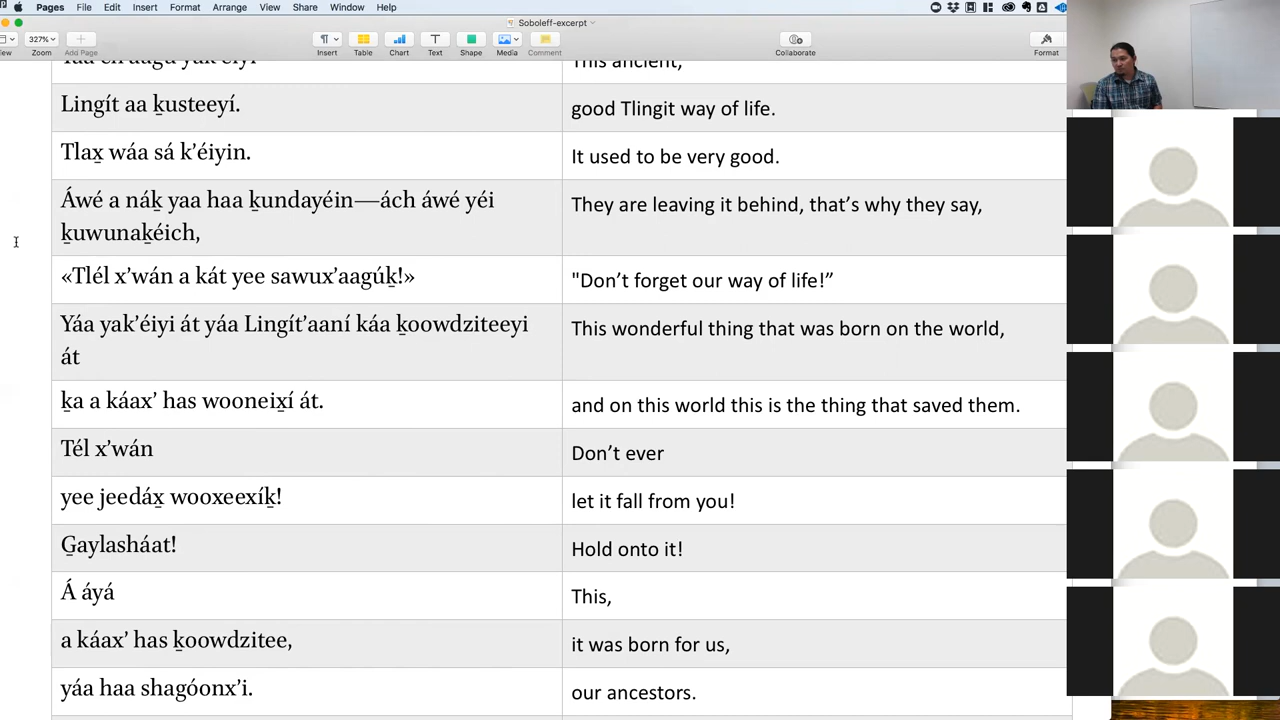 Pages File Edit Insert Format Arrange View Share Window Help
Soboleff-excerpt
327%
View Zoom Add Page Insert Table Chart Text Shape Media Comment Collaborate Format
This ancient,
Lingít aa ḵusteeyí. good Tlingit way of life.
Tlax̱ wáa sá k’éiyin. It used to be very good.
Áwé a náḵ yaa haa ḵundayéin—ách áwé yéi They are leaving it behind, that’s why they say,
ḵuwunaḵéich,
«Tlél x’wán a kát yee sawux’aagúḵ!» "Don’t forget our way of life!”
Yáa yak’éiyi át yáa Lingít’aaní káa ḵoowdziteeyi This wonderful thing that was born on the world,
át
ḵa a káax’ has wooneix̱í át. and on this world this is the thing that saved them.
Tél x’wán Don’t ever
yee jeedáx̱ wooxeexíḵ! let it fall from you!
G̱aylasháat! Hold onto it!
Á áyá This,
a káax’ has ḵoowdzitee, it was born for us,
yáa haa shagóonx’i. our ancestors.